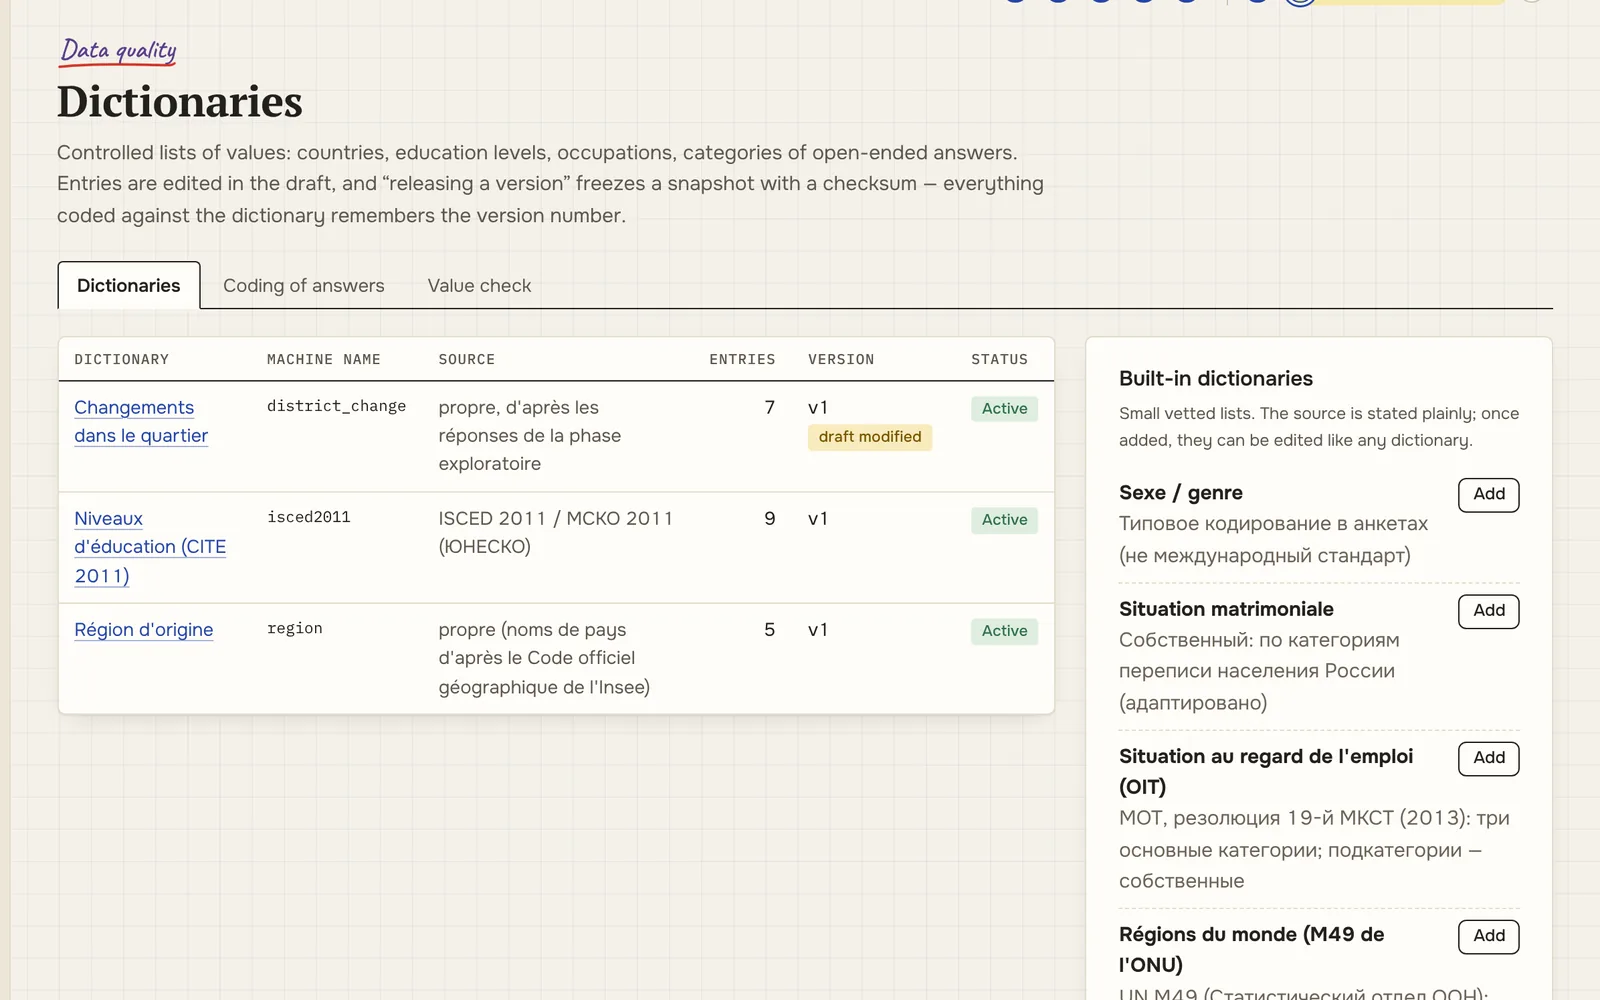 Data quality
Dictionaries
Controlled lists of values: countries, education levels, occupations, categories of open-ended answers.
Entries are edited in the draft, and “releasing a version” freezes a snapshot with a checksum — everything
coded against the dictionary remembers the version number.
Dictionaries
Coding of answers
Value check
DICTIONARY MACHINE NAME SOURCE ENTRIES VERSION STATUS
Changements
dans le quartier
district_change
propre, d'après les
réponses de la phase
exploratoire
7
v1
draft modified
Active
Niveaux
d'éducation (CITE
2011)
isced2011
ISCED 2011 / МСКО 2011
(ЮНЕСКО)
9
v1
Active
Région d'origine
region
propre (noms de pays
d'après le Code officiel
géographique de l'Insee)
5
v1
Active
Built-in dictionaries
Small vetted lists. The source is stated plainly; once
added, they can be edited like any dictionary.
Sexe / genre
Add
Типовое кодирование в анкетах
(не международный стандарт)
Situation matrimoniale
Add
Собственный: по категориям
переписи населения России
(адаптировано)
Situation au regard de l'emploi
(OIT)
Add
МОТ, резолюция 19-й МКСТ (2013): три
основные категории; подкатегории —
собственные
Régions du monde (M49 de
l'ONU)
Add
UN M49 (Статистический отдел ООН):